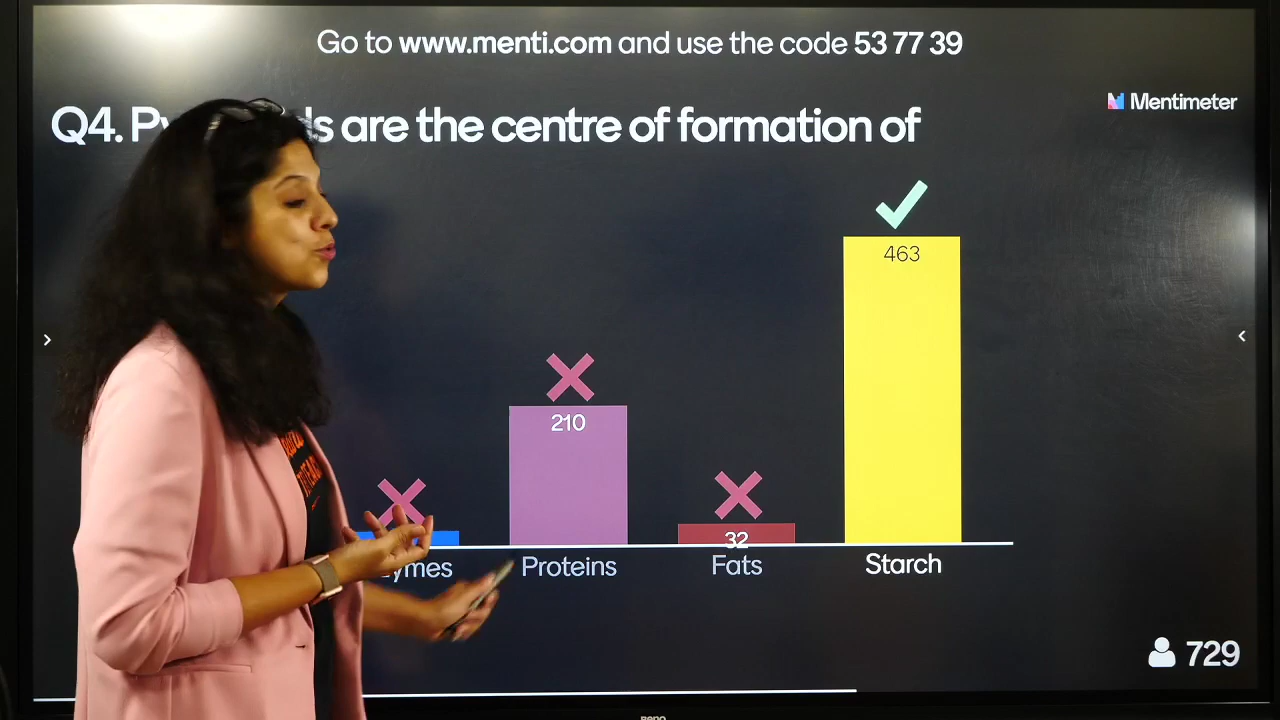 Go to www.menti.com and use the code 53 77 39
Mentimeter
Q4. are the centre of formation of
463
210
32
Proteins
Fats
Starch
729